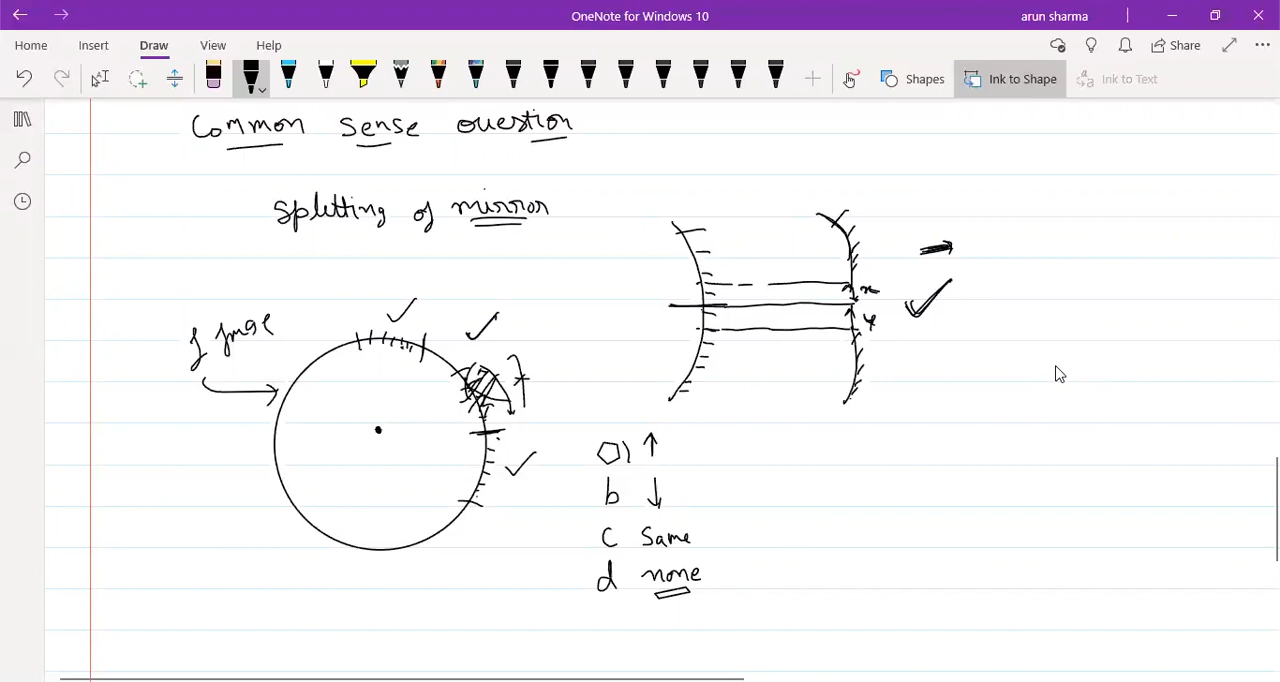 OneNote for Windows 10
arun sharma
Home Insert Draw View Help
Share
Shapes
Ink to Shape
Ink to Text
Common Sense question
splitting of mirror
x
y
a) ↑
b ↓
c Same
d none